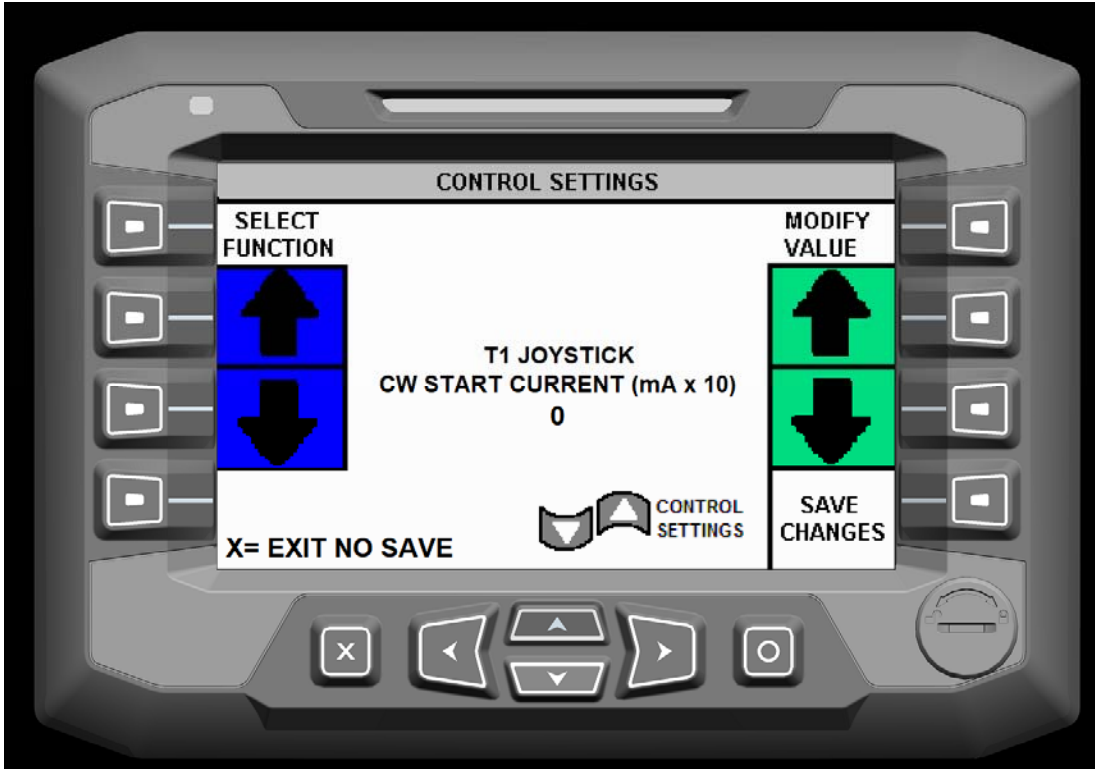 CONTROL SETTINGS
SELECT
FUNCTION
MODIFY
VALUE
T1 JOYSTICK
CW START CURRENT (mA x 10)
0
CONTROL
SETTINGS
SAVE
CHANGES
X= EXIT NO SAVE
X
O